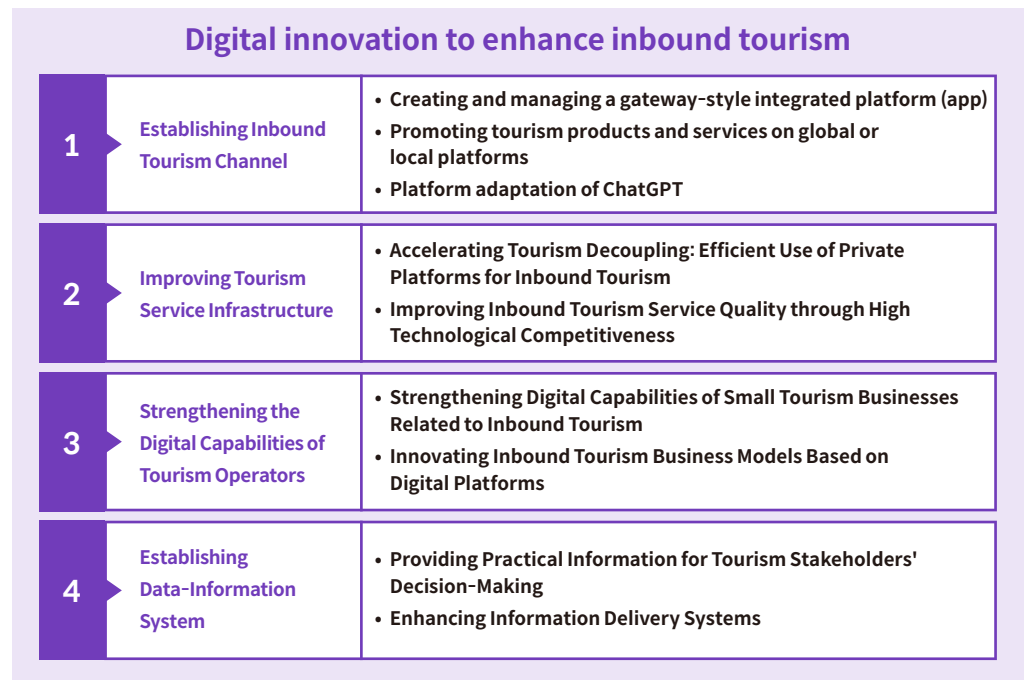 Digital innovation to enhance inbound tourism
1
Establishing Inbound
Tourism Channel
• Creating and managing a gateway-style integrated platform (app)
• Promoting tourism products and services on global or
local platforms
• Platform adaptation of ChatGPT
2
Improving Tourism
Service Infrastructure
• Accelerating Tourism Decoupling: Efficient Use of Private
Platforms for Inbound Tourism
• Improving Inbound Tourism Service Quality through High
Technological Competitiveness
3
Strengthening the
Digital Capabilities of
Tourism Operators
• Strengthening Digital Capabilities of Small Tourism Businesses
Related to Inbound Tourism
• Innovating Inbound Tourism Business Models Based on
Digital Platforms
4
Establishing
Data-Information
System
• Providing Practical Information for Tourism Stakeholders'
Decision-Making
• Enhancing Information Delivery Systems